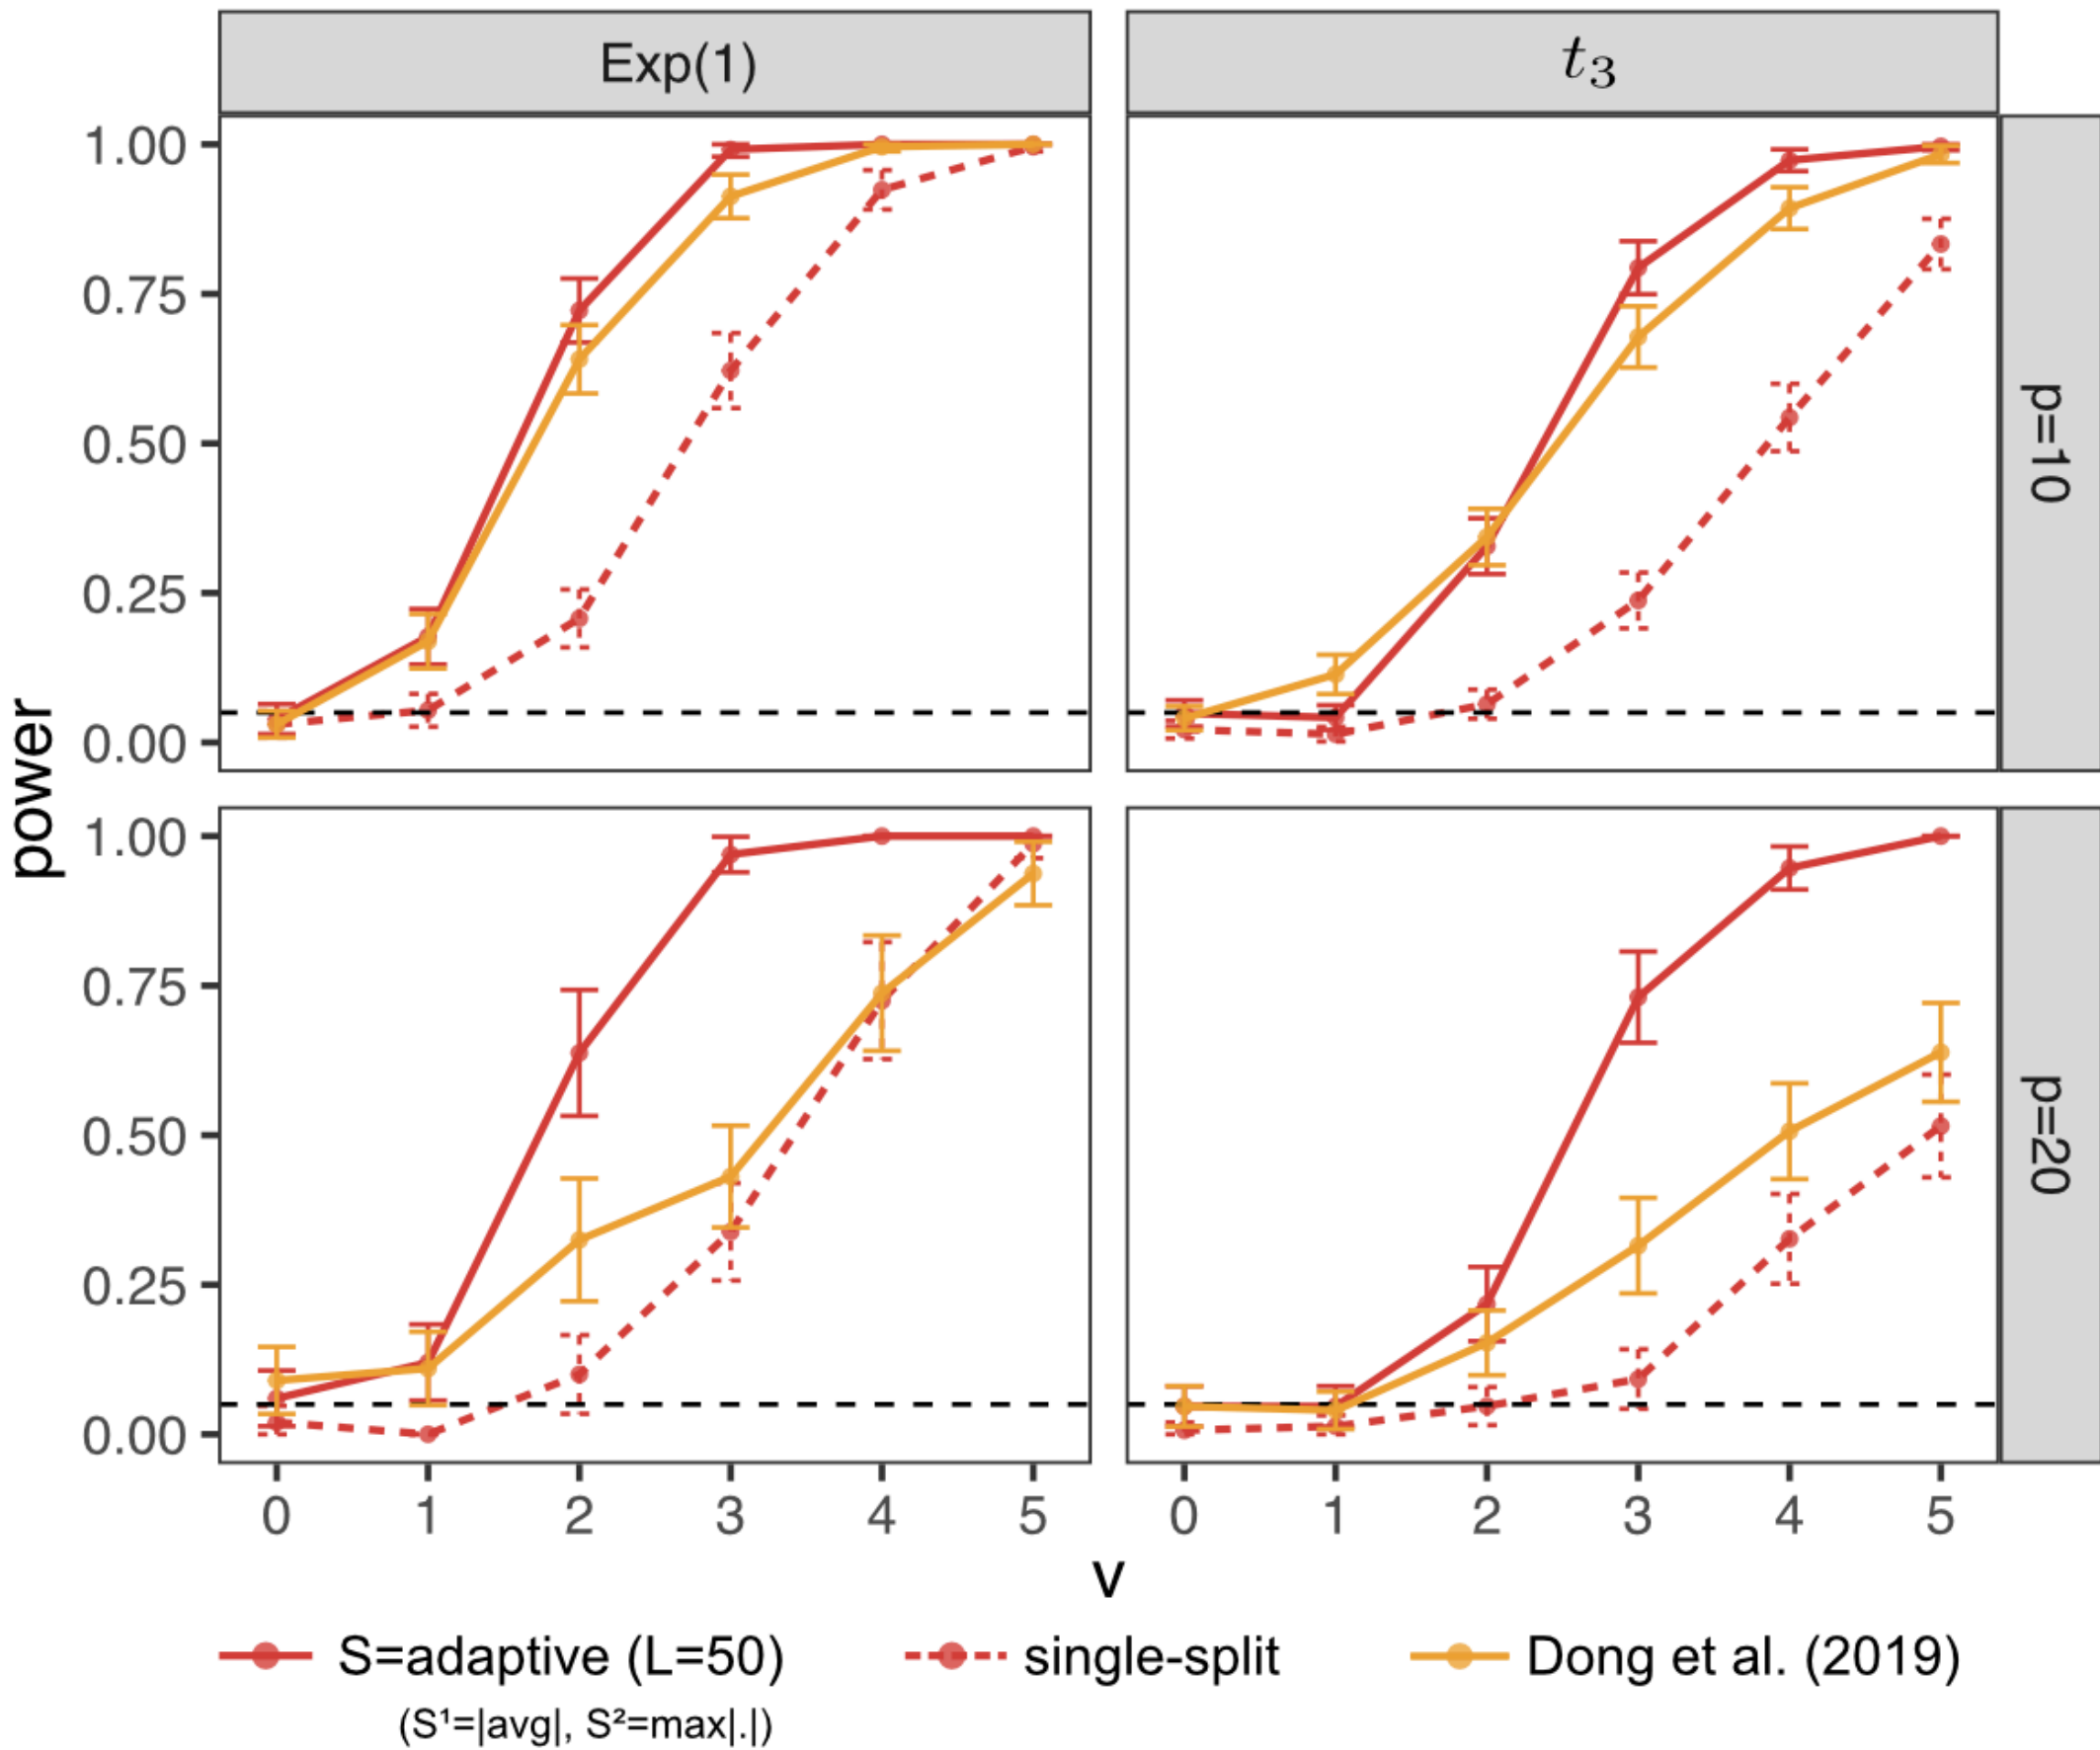 Exp(1)
t₃
1.00
0.75
0.50
0.25
0.00
p=10
power
1.00
0.75
0.50
0.25
0.00
p=20
0 1 2 3 4 5
0 1 2 3 4 5
v
S=adaptive (L=50)
single-split
Dong et al. (2019)
(S¹=|avg|, S²=max|.|)